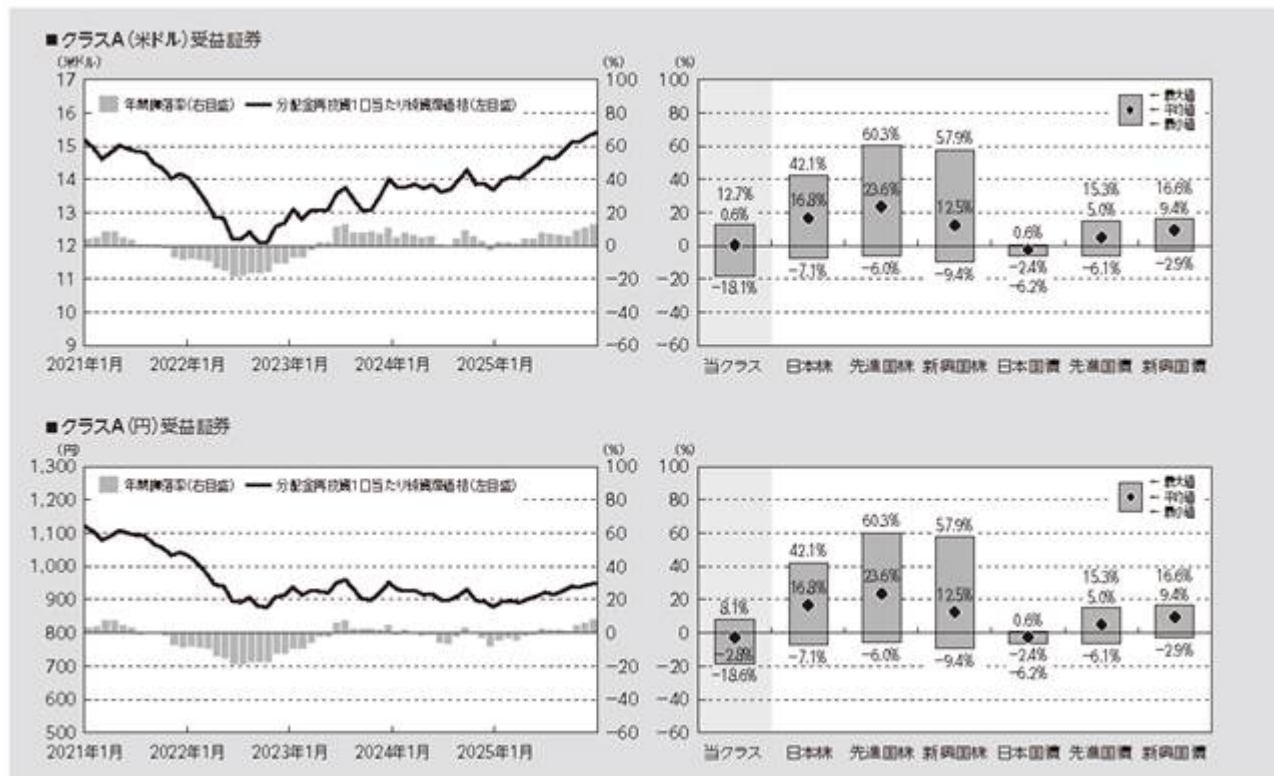 ■クラスA（米ドル）受益証券
(米ドル) (%)
17 100
16 80
15 60
14 40
13 20
12 0
11 −20
10 −40
9 −60
年間騰落率(右目盛) 分配金再投資1口当たり純資産価格(左目盛)
2021年1月 2022年1月 2023年1月 2024年1月 2025年1月
(%)
100
80
60
40
20
0
−20
−40
−60
←最大値
←平均値
←最小値
12.7% 42.1% 60.3% 57.9% 0.6% 15.3% 16.6%
0.6% 16.8% 23.6% 12.5% −2.4% 5.0% 9.4%
−18.1% −7.1% −6.0% −9.4% −6.2% −6.1% −2.9%
当クラス 日本株 先進国株 新興国株 日本国債 先進国債 新興国債
■クラスA（円）受益証券
(円) (%)
1,300 100
1,200 80
1,100 60
1,000 40
900 20
800 0
700 −20
600 −40
500 −60
年間騰落率(右目盛) 分配金再投資1口当たり純資産価格(左目盛)
2021年1月 2022年1月 2023年1月 2024年1月 2025年1月
(%)
100
80
60
40
20
0
−20
−40
−60
←最大値
←平均値
←最小値
8.1% 42.1% 60.3% 57.9% 0.6% 15.3% 16.6%
−2.8% 16.8% 23.6% 12.5% −2.4% 5.0% 9.4%
−18.6% −7.1% −6.0% −9.4% −6.2% −6.1% −2.9%
当クラス 日本株 先進国株 新興国株 日本国債 先進国債 新興国債